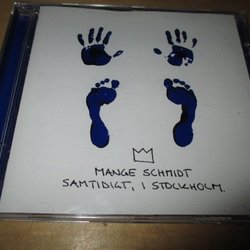 MANGE SCHMIDT
SAMTIDIGT, I STOCKHOLM.